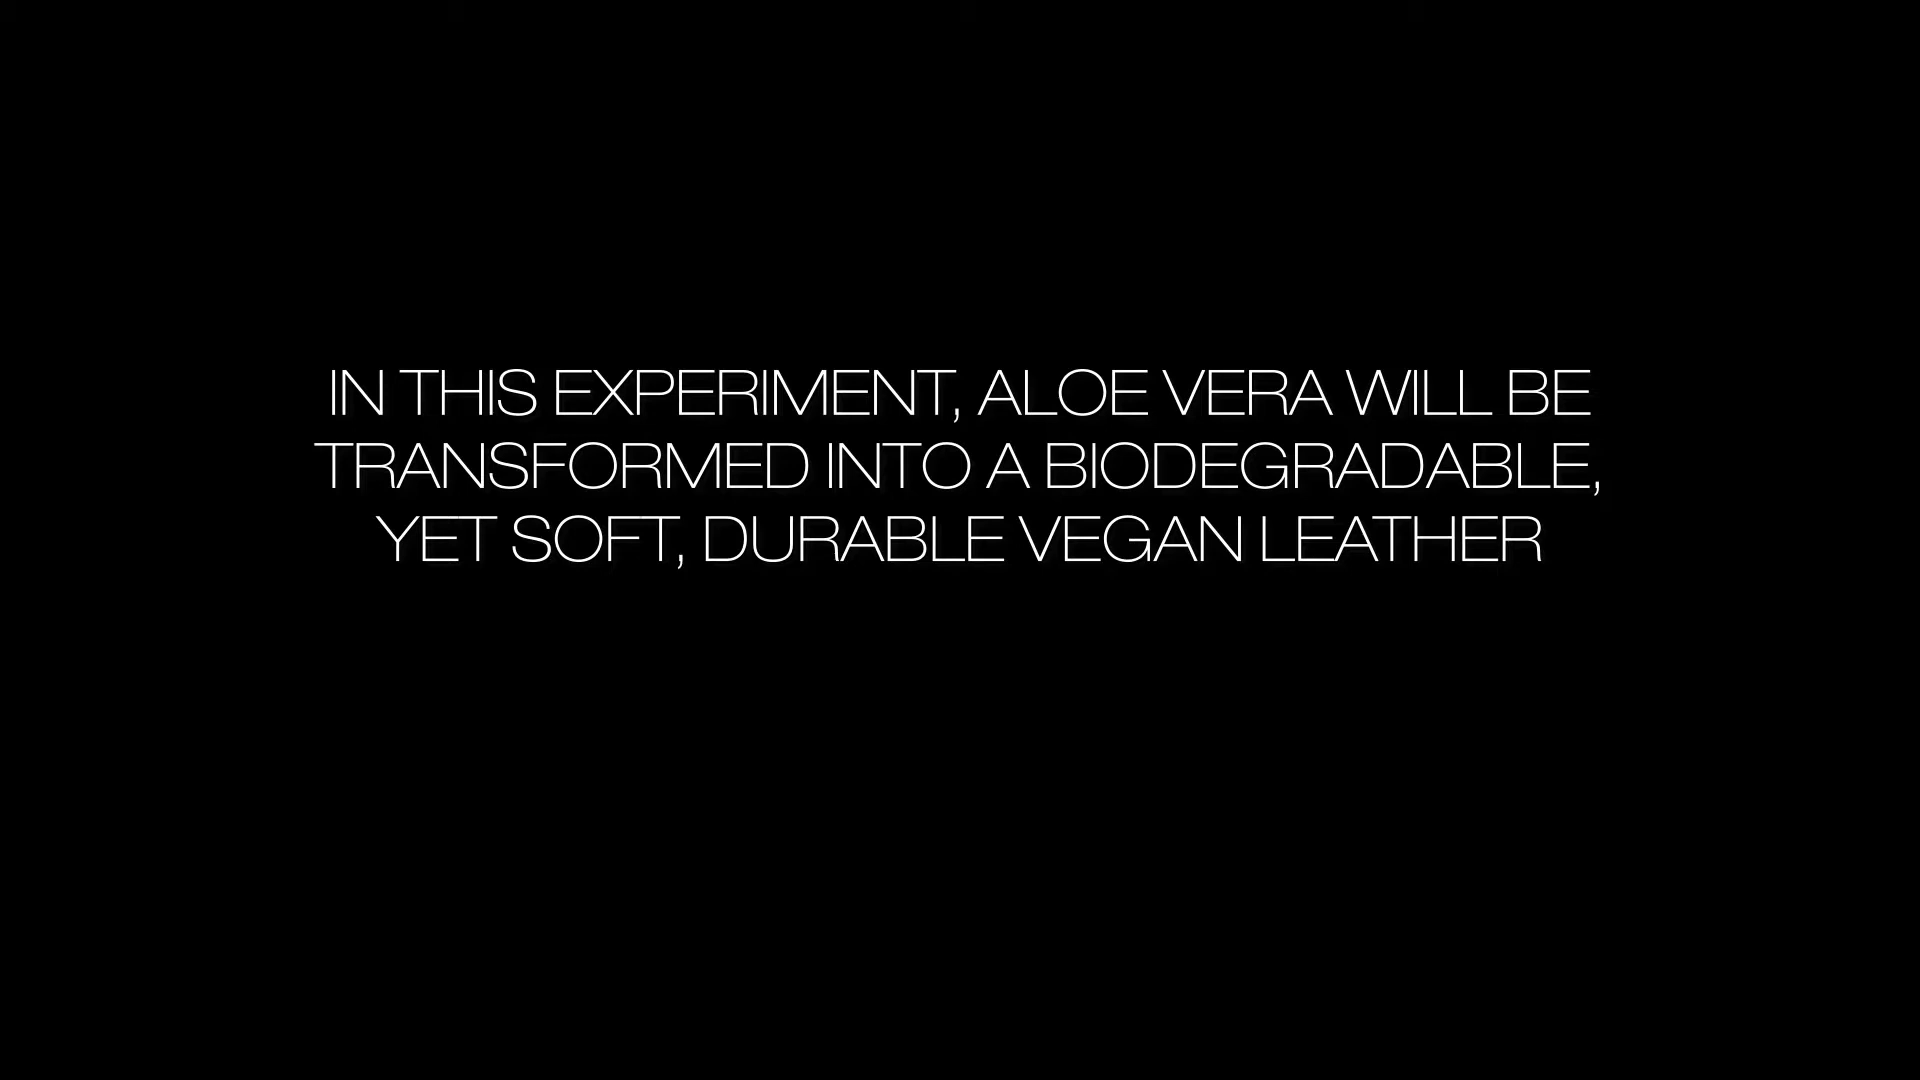 IN THIS EXPERIMENT, ALOE VERA WILL BE
TRANSFORMED INTO A BIODEGRADABLE,
YET SOFT, DURABLE VEGAN LEATHER